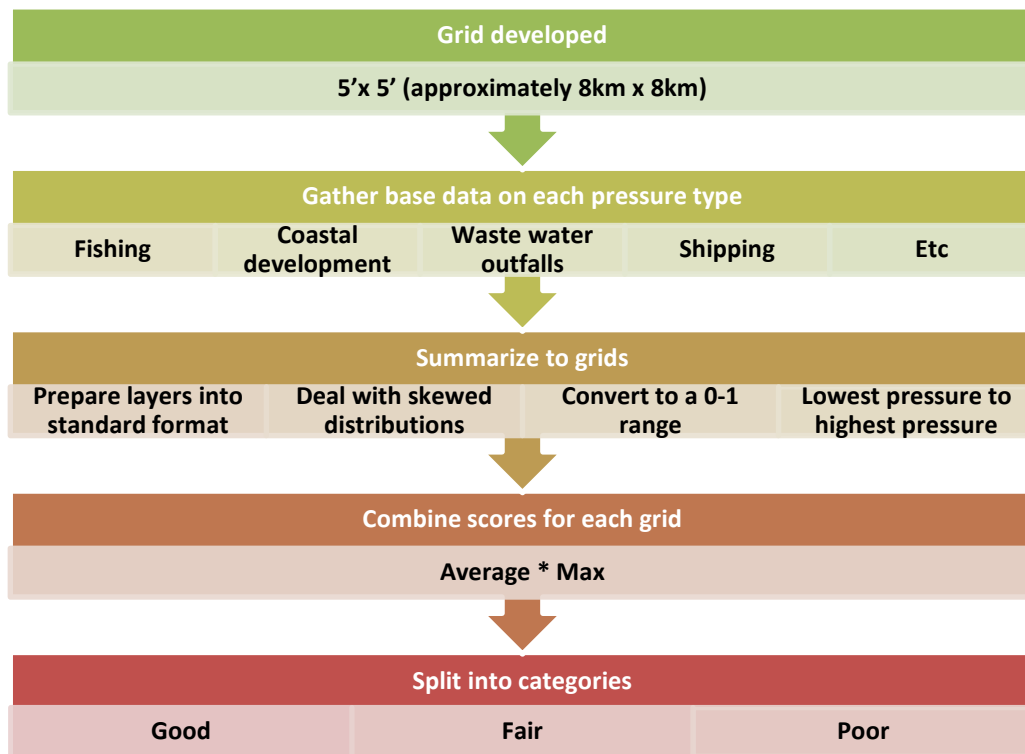 Grid developed
5’x 5’ (approximately 8km x 8km)
Gather base data on each pressure type
Fishing
Coastal
development
Waste water
outfalls
Shipping
Etc
Summarize to grids
Prepare layers into
standard format
Deal with skewed
distributions
Convert to a 0-1
range
Lowest pressure to
highest pressure
Combine scores for each grid
Average * Max
Split into categories
Good
Fair
Poor